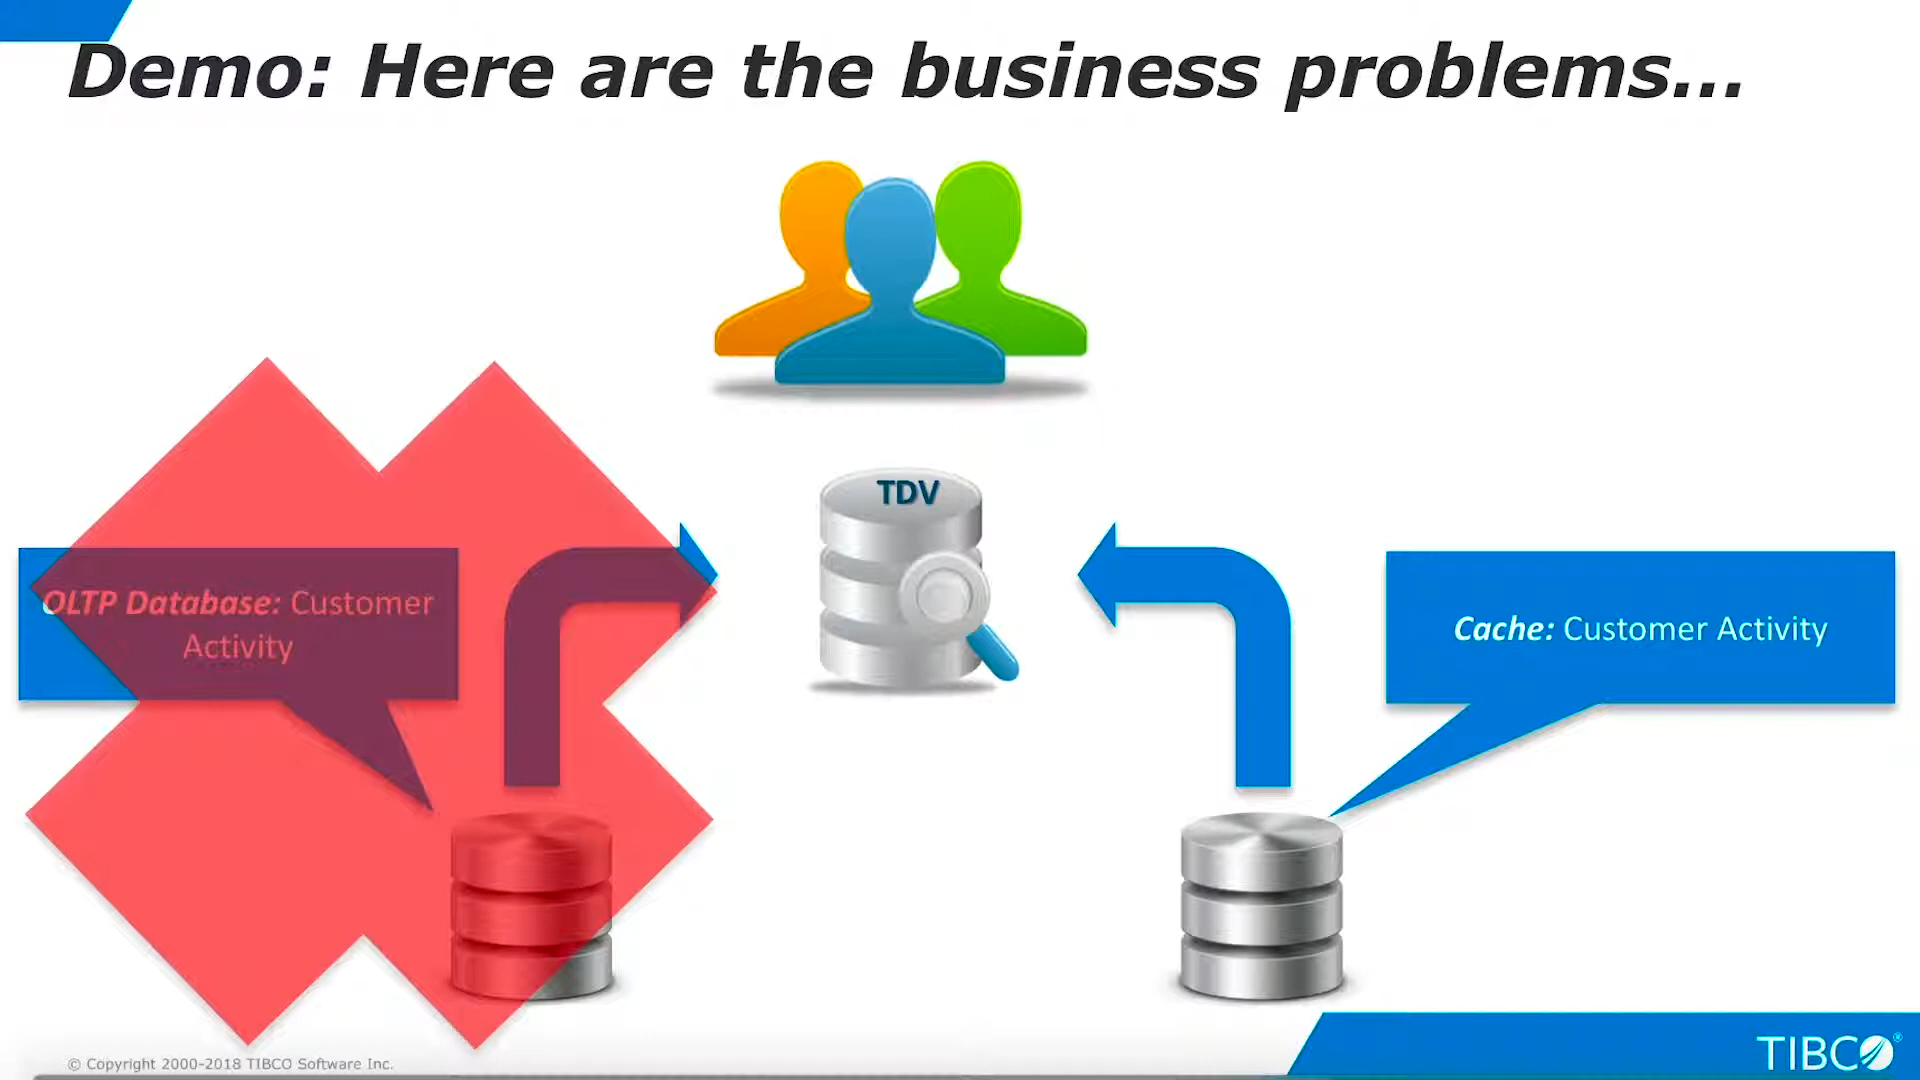 Demo: Here are the business problems...
TDV
OLTP Database: Customer
Activity
Cache: Customer Activity
© Copyright 2000-2018 TIBCO Software Inc.
TIBCO®